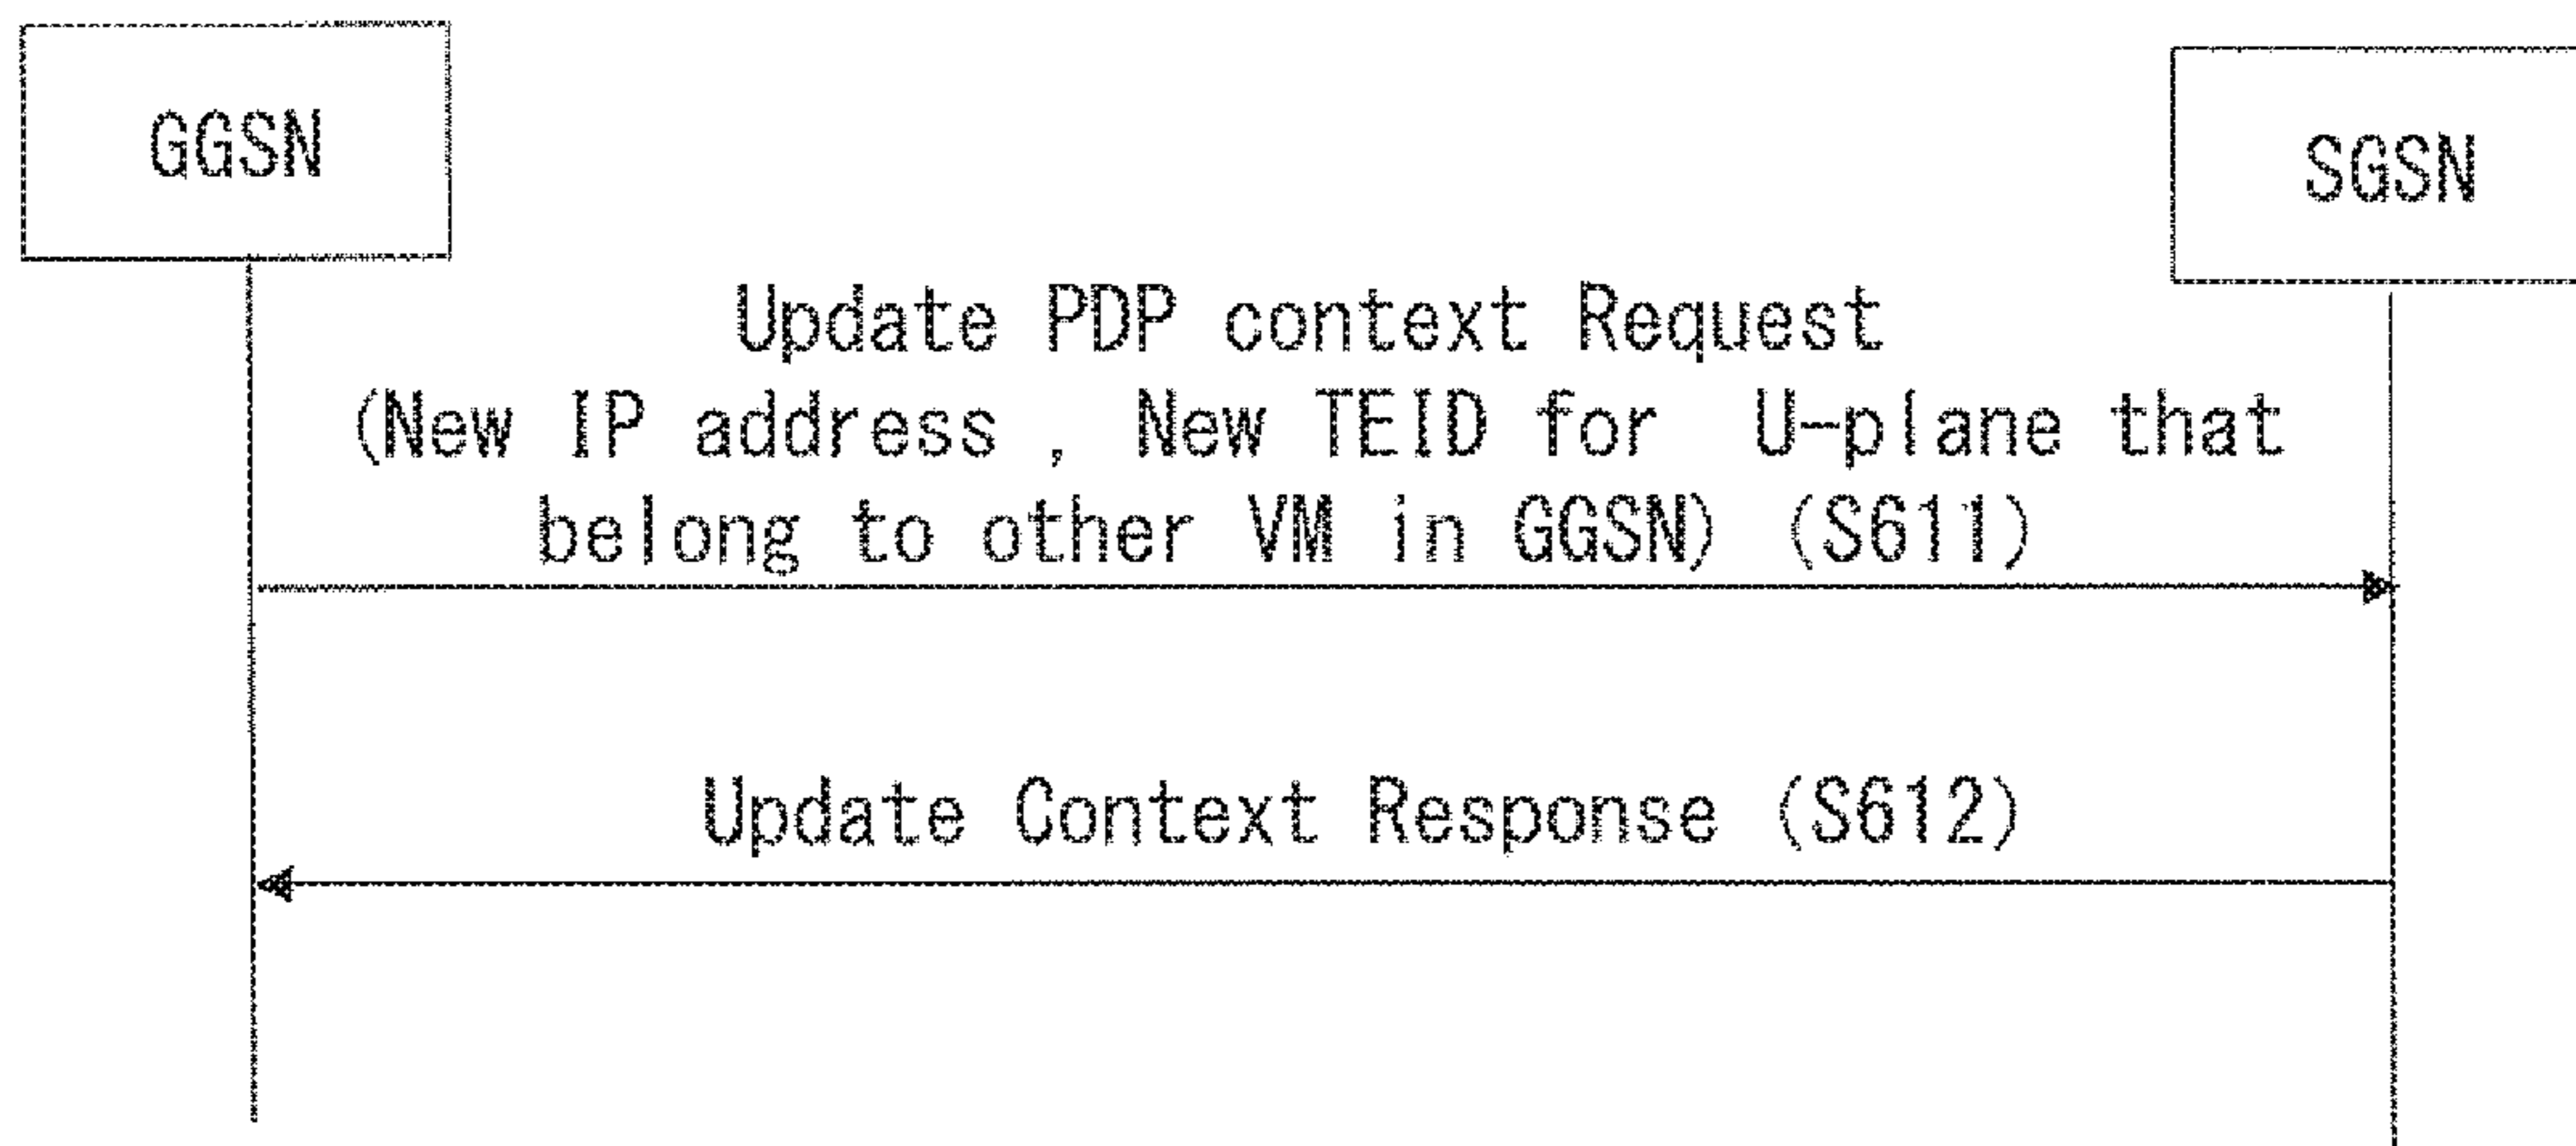 GGSN
SGSN
Update PDP context Request
(New IP address , New TEID for U-plane that
belong to other VM in GGSN) (S611)
Update Context Response (S612)